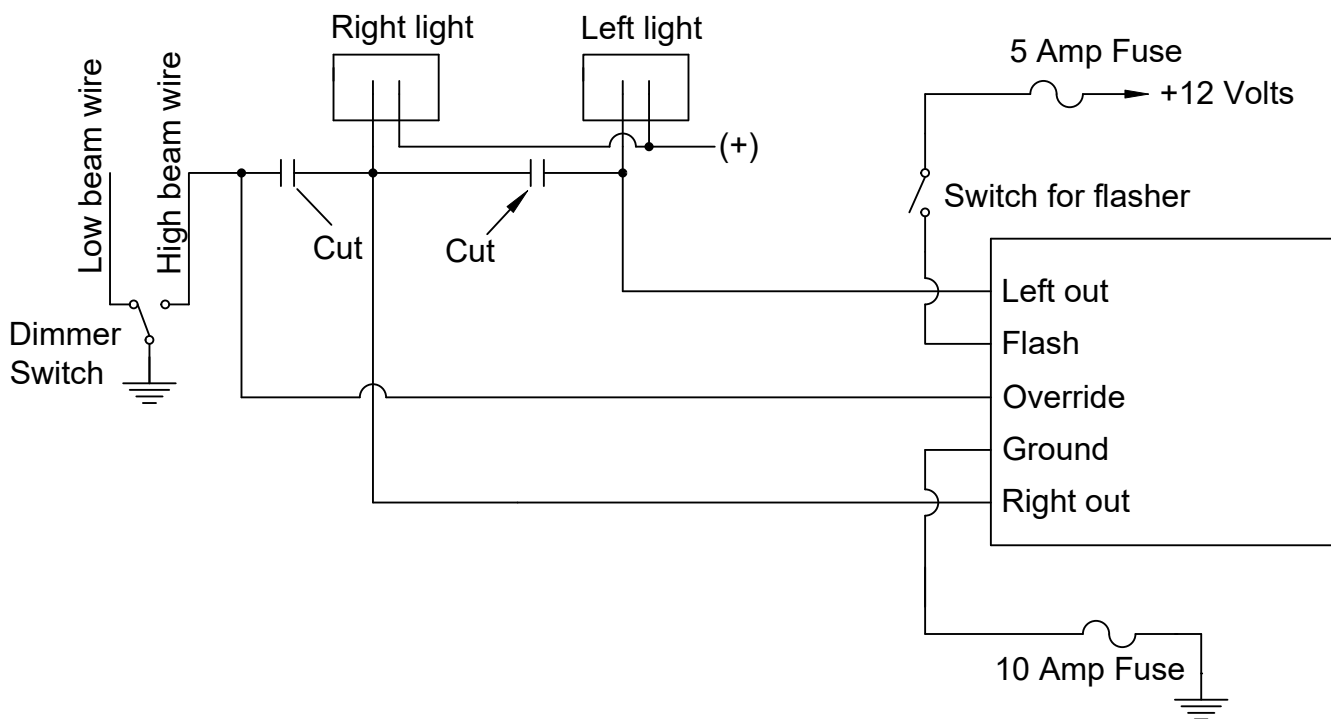 Right light
Left light
5 Amp Fuse
+12 Volts
Low beam wire
High beam wire
(+)
Switch for flasher
Cut
Cut
Left out
Dimmer
Switch
Flash
Override
Ground
Right out
10 Amp Fuse